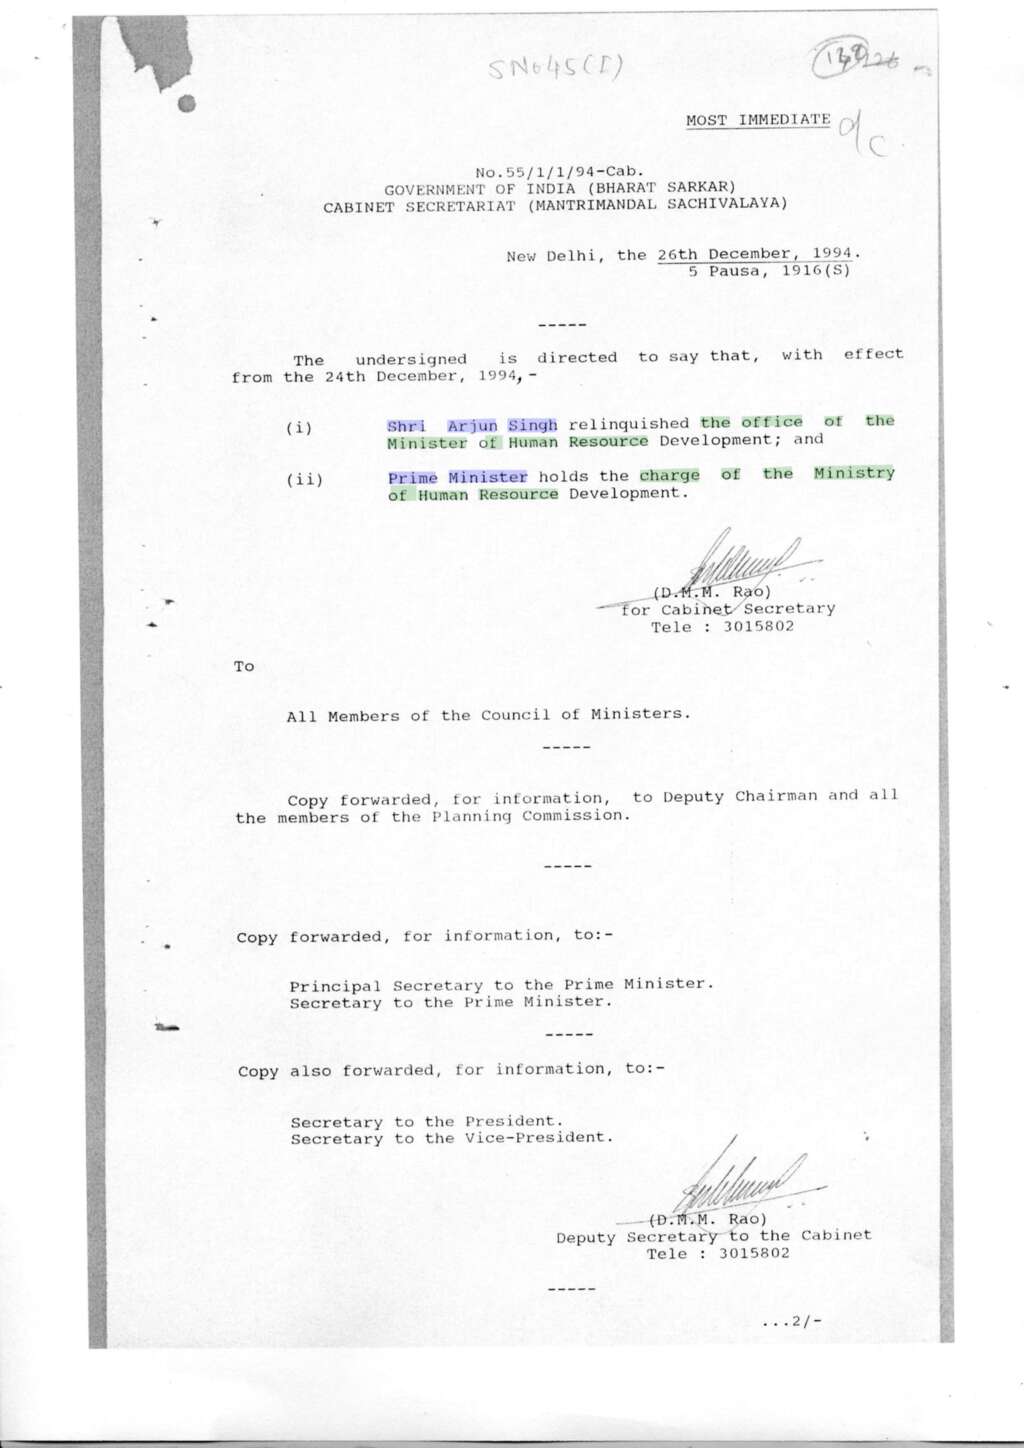 SN645(I)
MOST IMMEDIATE
No.55/1/1/94-Cab.
GOVERNMENT OF INDIA (BHARAT SARKAR)
CABINET SECRETARIAT (MANTRIMANDAL SACHIVALAYA)
New Delhi, the 26th December, 1994.
5 Pausa, 1916(S)
-----
The undersigned is directed to say that, with effect
from the 24th December, 1994,-
(i) Shri Arjun Singh relinquished the office of the
Minister of Human Resource Development; and
(ii) Prime Minister holds the charge of the Ministry
of Human Resource Development.
(D.M.M. Rao)
for Cabinet Secretary
Tele : 3015802
To
All Members of the Council of Ministers.
-----
Copy forwarded, for information, to Deputy Chairman and all
the members of the Planning Commission.
-----
Copy forwarded, for information, to:-
Principal Secretary to the Prime Minister.
Secretary to the Prime Minister.
-----
Copy also forwarded, for information, to:-
Secretary to the President.
Secretary to the Vice-President.
(D.M.M. Rao)
Deputy Secretary to the Cabinet
Tele : 3015802
-----
...2/-